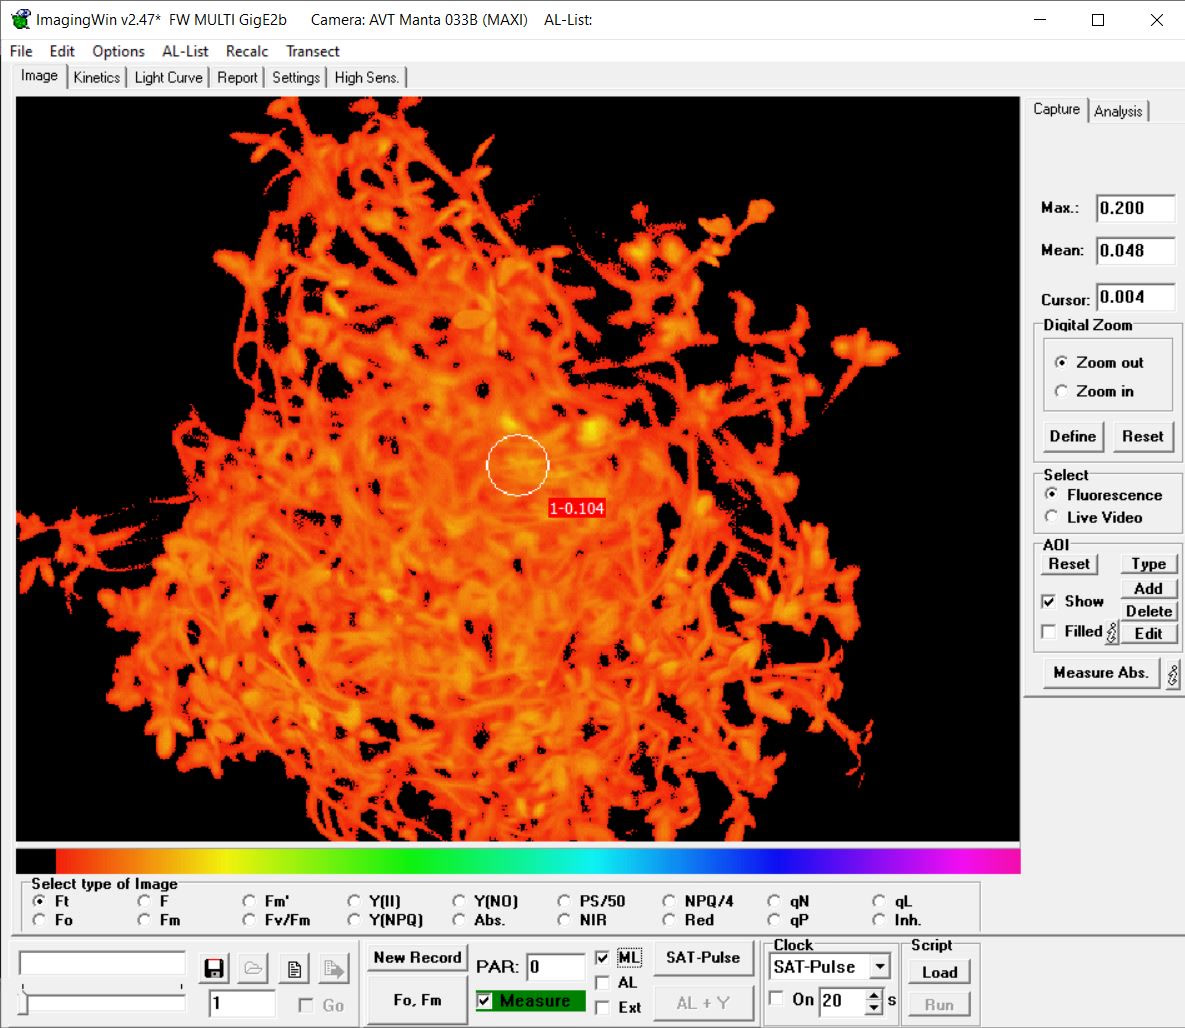 ImagingWin v2.47* FW MULTI GigE2b Camera: AVT Manta 033B (MAXI) AL-List:
File Edit Options AL-List Recalc Transect
Image Kinetics Light Curve Report Settings High Sens.
Capture Analysis
Max.: 0.200
Mean: 0.048
Cursor: 0.004
Digital Zoom
Zoom out
Zoom in
Define Reset
Select
Fluorescence
Live Video
AOI
Reset Type
Show Add
Delete
Filled Edit
Measure Abs.
1-0.104
Select type of Image
Ft F Fm' Y(II) Y(NO) PS/50 NPQ/4 qN qL
Fo Fm Fv/Fm Y(NPQ) Abs. NIR Red qP Inh.
1 Go
New Record
Fo, Fm
PAR: 0
Measure
ML
AL
Ext
SAT-Pulse
AL + Y
Clock
SAT-Pulse
On 20 s
Script
Load
Run